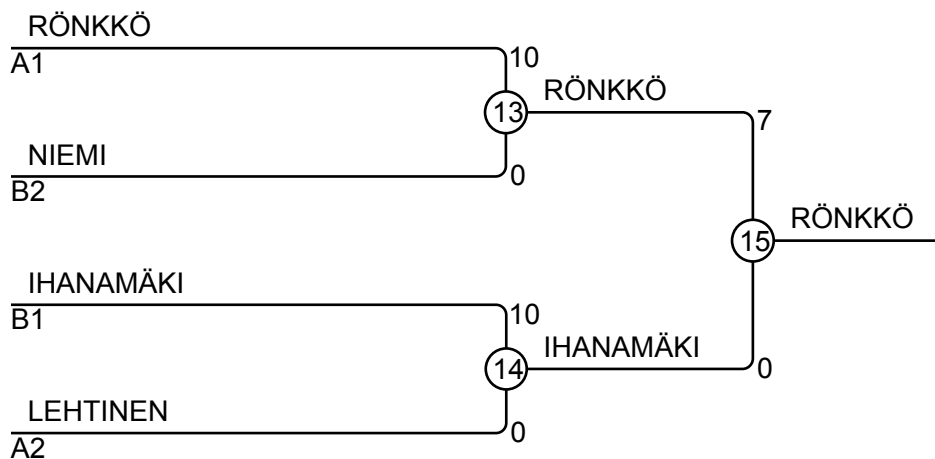 RÖNKKÖ
A1
10
13
RÖNKKÖ
7
NIEMI
B2
0
15
RÖNKKÖ
IHANAMÄKI
B1
10
14
IHANAMÄKI
0
LEHTINEN
A2
0